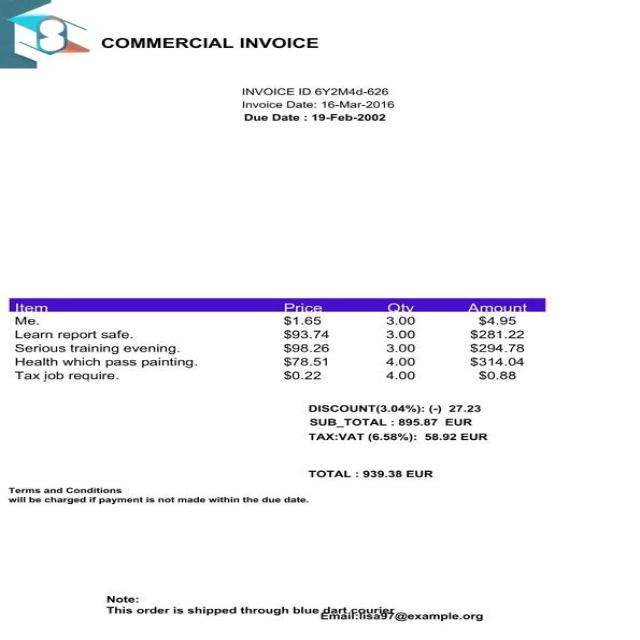 COMMERCIAL INVOICE
INVOICE ID 6Y2M4d-626
Invoice Date: 16-Mar-2016
Due Date : 19-Feb-2002
Item Price Qty Amount
Me. $1.65 3.00 $4.95
Learn report safe. $93.74 3.00 $281.22
Serious training evening. $98.26 3.00 $294.78
Health which pass painting. $78.51 4.00 $314.04
Tax job require. $0.22 4.00 $0.88
DISCOUNT(3.04%): (-) 27.23
SUB_TOTAL : 895.87 EUR
TAX:VAT (6.58%): 58.92 EUR
TOTAL : 939.38 EUR
Terms and Conditions
will be charged if payment is not made within the due date.
Note:
This order is shipped through blue dart courier
Email:lisa97@example.org